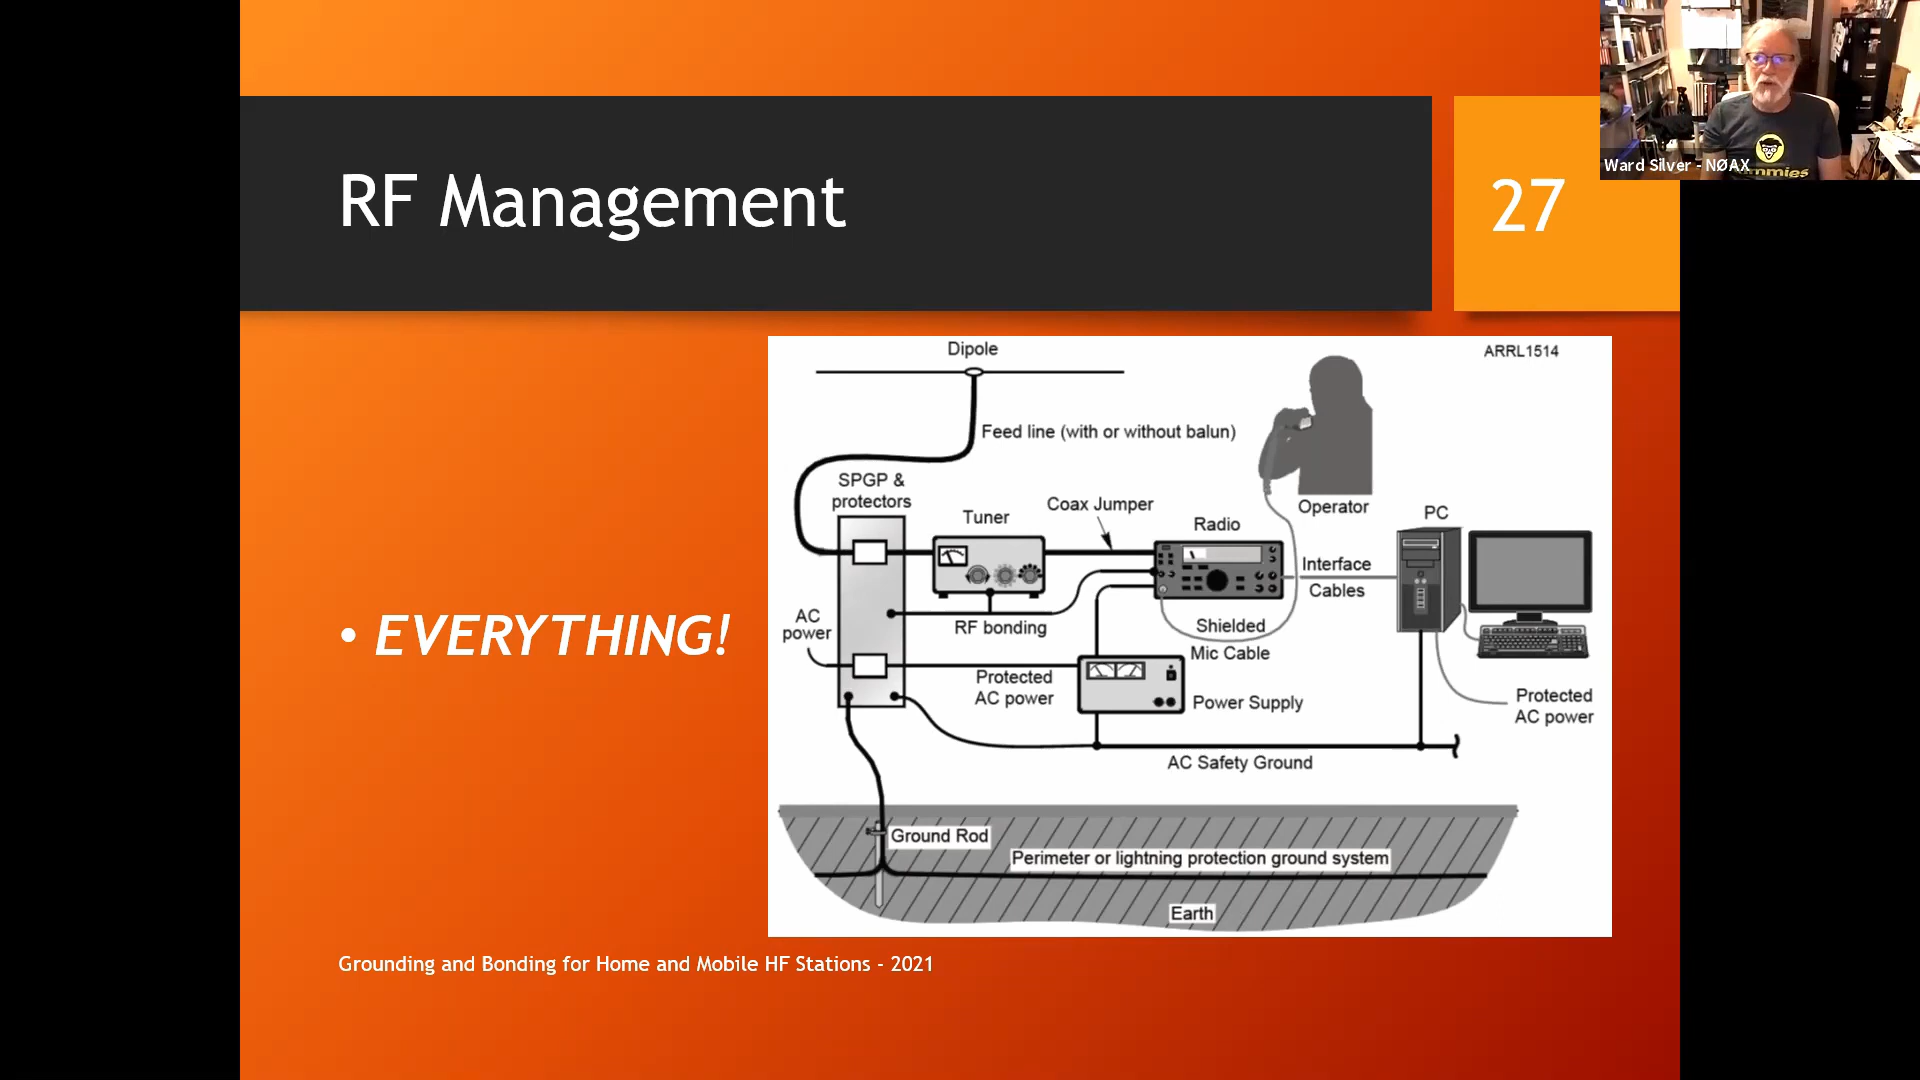 RF Management
27
Ward Silver - NØAX
mmies
• EVERYTHING!
Dipole
ARRL1514
Feed line (with or without balun)
SPGP &
protectors
Tuner
Coax Jumper
Radio
Operator
PC
Interface
Cables
AC
power
RF bonding
Shielded
Mic Cable
Protected
AC power
Power Supply
Protected
AC power
AC Safety Ground
Ground Rod
Perimeter or lightning protection ground system
Earth
Grounding and Bonding for Home and Mobile HF Stations - 2021